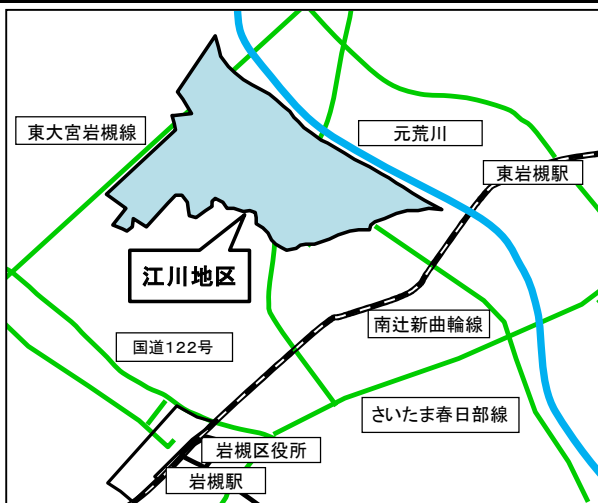 東大宮岩槻線
元荒川
東岩槻駅
江川地区
南辻新曲輪線
国道122号
さいたま春日部線
岩槻区役所
岩槻駅